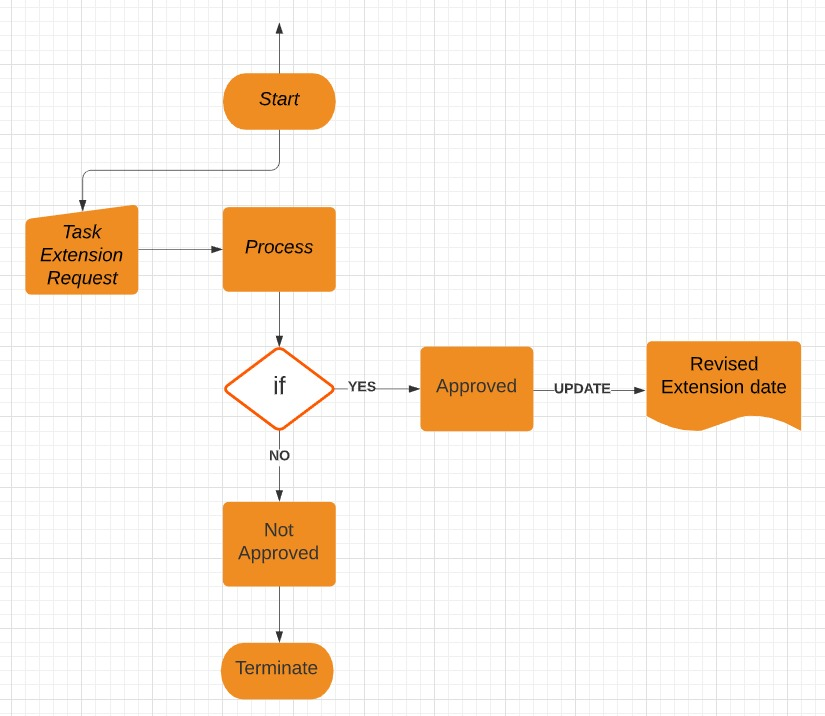 Start
Task
Extension
Request
Process
if
YES
Approved
UPDATE
Revised
Extension date
NO
Not
Approved
Terminate